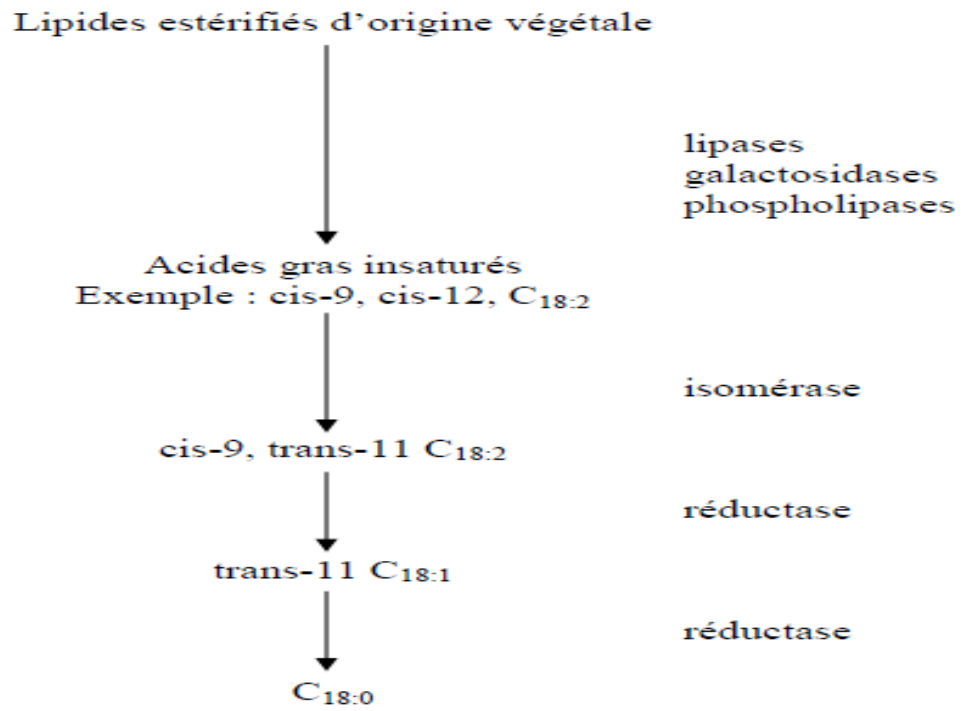 Lipides estérifiés d'origine végétale
lipases
galactosidases
phospholipases
Acides gras insaturés
Exemple : cis-9, cis-12, C18:2
isomérase
cis-9, trans-11 C18:2
réductase
trans-11 C18:1
réductase
C18:0